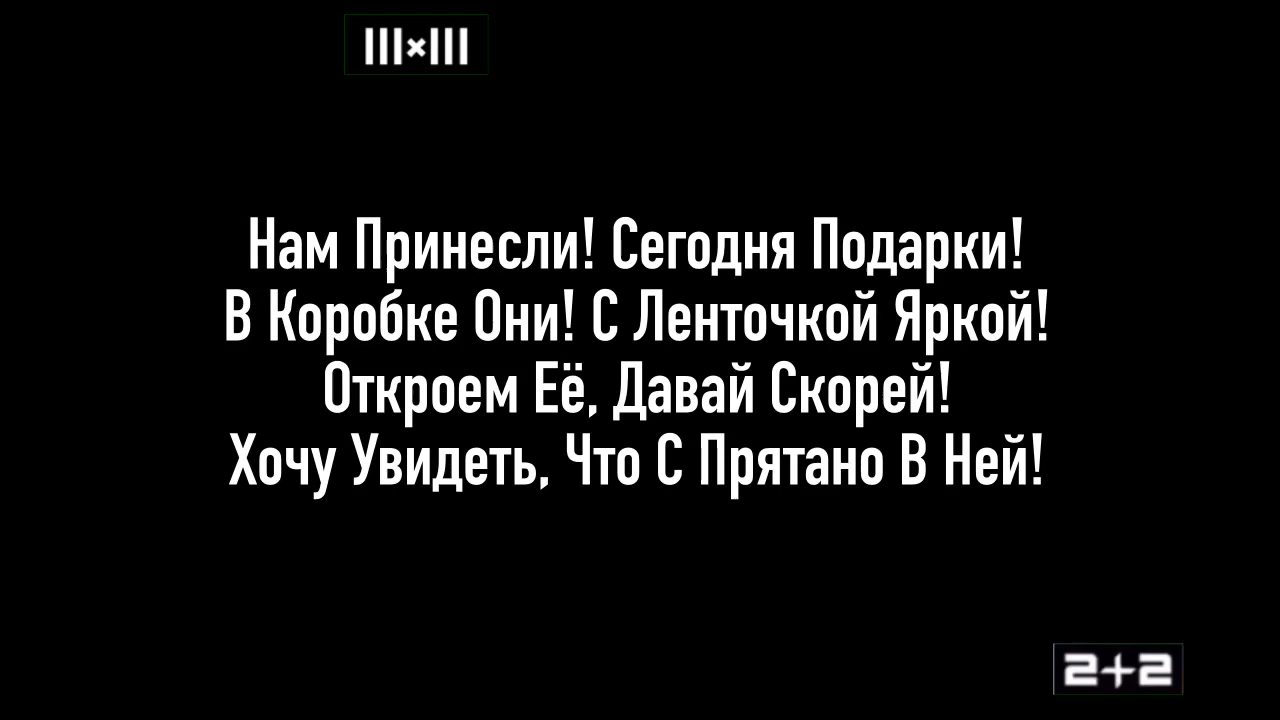 III×III
Нам Принесли! Сегодня Подарки!
В Коробке Они! С Ленточкой Яркой!
Откроем Её, Давай Скорей!
Хочу Увидеть, Что С Прятано В Ней!
2+2